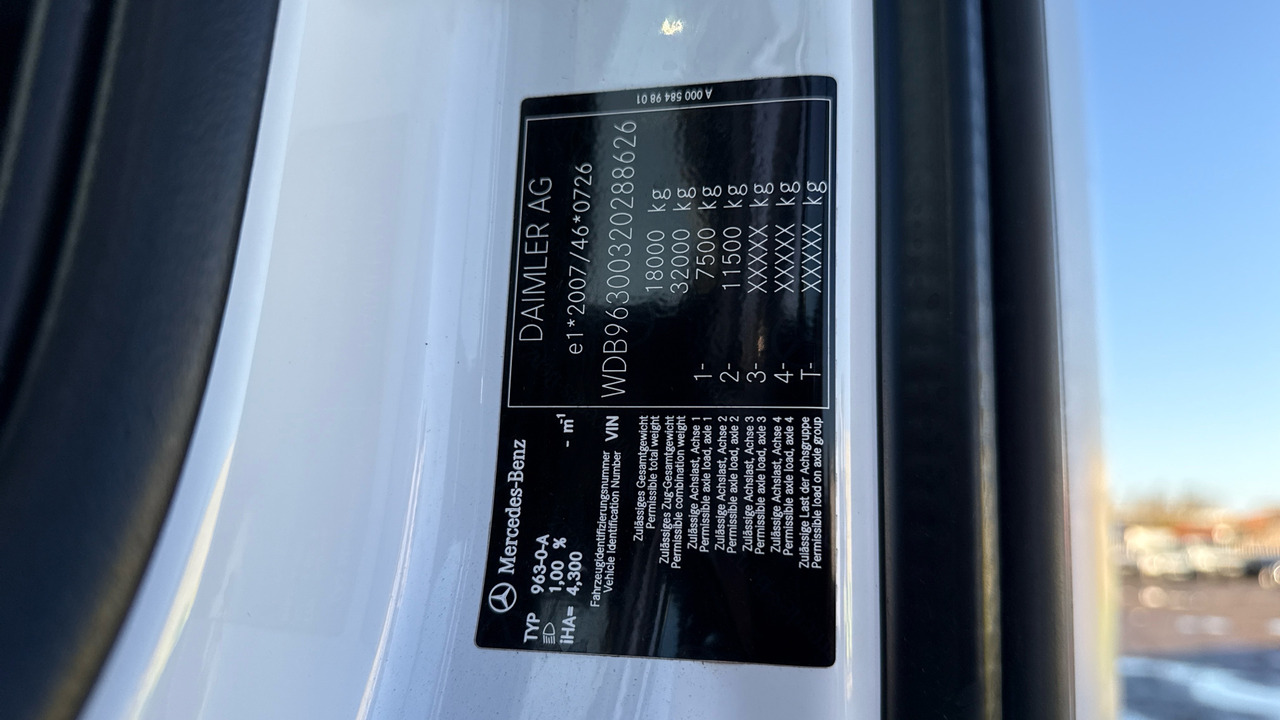 Mercedes-Benz
TYP 963-0-A
1,00 %
iHA= 4,300 - m-1
DAIMLER AG
e1*2007/46*0726
Fahrzeugidentifizierungsnummer
Vehicle Identification Number VIN WDB9630032O288626
Zulässiges Gesamtgewicht
Permissible total weight 18000 kg
Zulässiges Zug-Gesamtgewicht
Permissible combination weight 32000 kg
Zulässige Achslast, Achse 1
Permissible axle load, axle 1 1- 7500 kg
Zulässige Achslast, Achse 2
Permissible axle load, axle 2 2- 11500 kg
Zulässige Achslast, Achse 3
Permissible axle load, axle 3 3- XXXXX kg
Zulässige Achslast, Achse 4
Permissible axle load, axle 4 4- XXXXX kg
Zulässige Last der Achsgruppe
Permissible load on axle group T- XXXXX kg
A 000 584 98 01